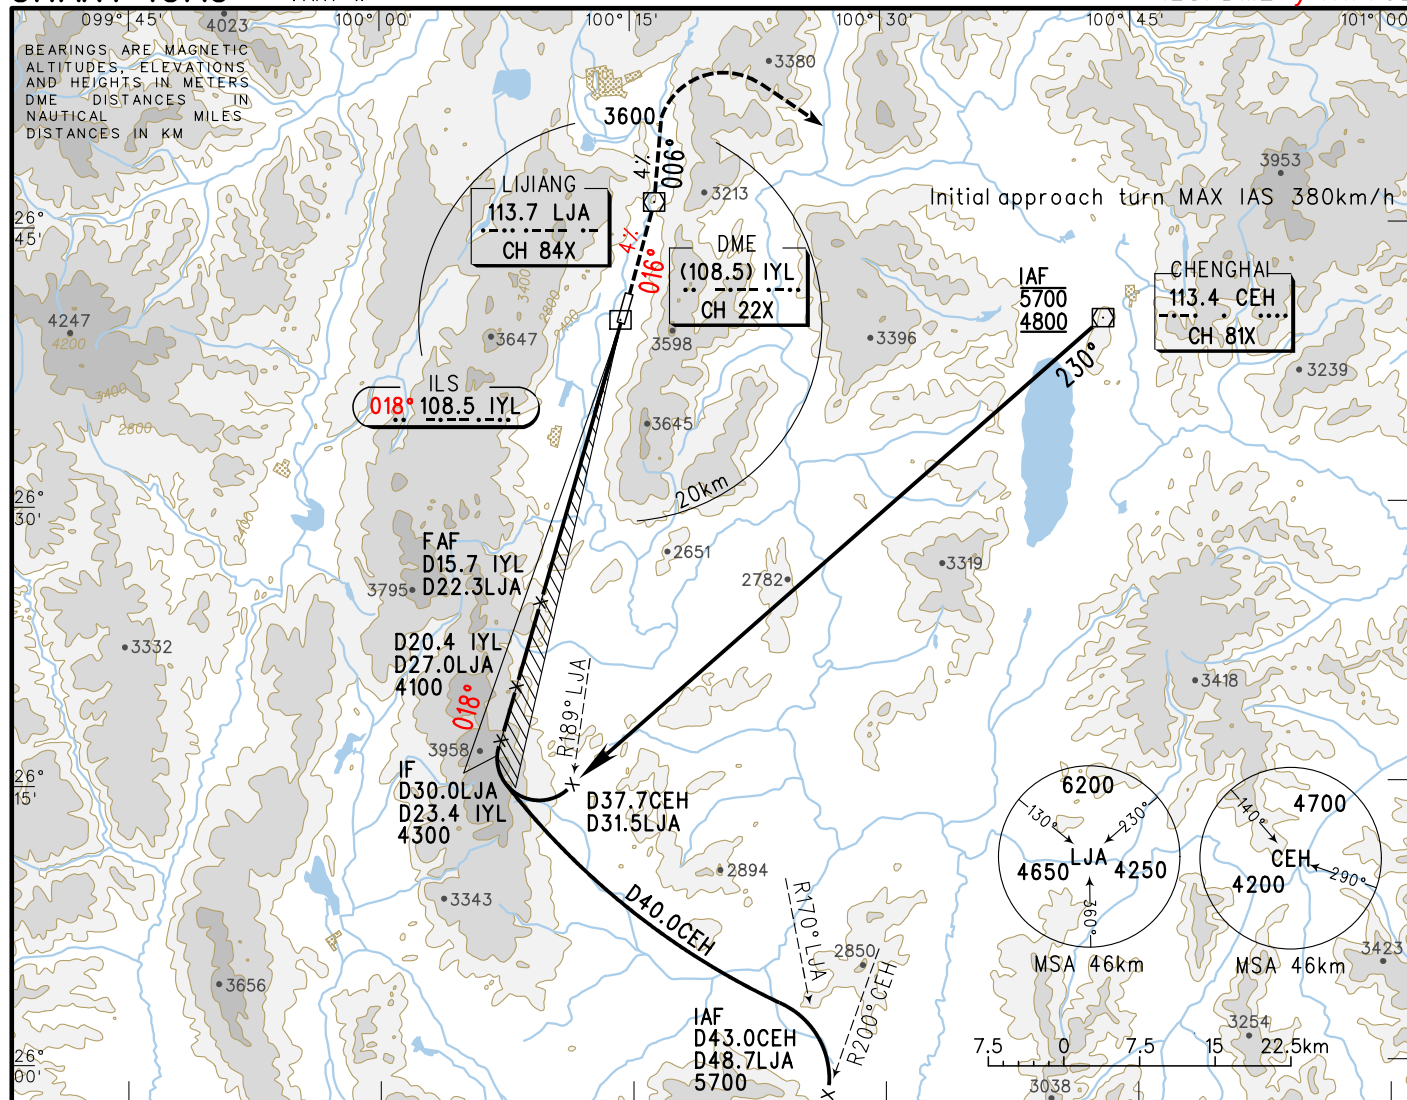 099° 45'
100° 00'
100° 15'
100° 30'
100° 45'
101° 00'
BEARINGS ARE MAGNETIC
ALTITUDES, ELEVATIONS
AND HEIGHTS IN METERS
DME DISTANCES IN
NAUTICAL MILES
DISTANCES IN KM
4023
3380
3600
4%
006°
3953
3213
Initial approach turn MAX IAS 380km/h
LIJIANG
113.7 LJA
CH 84X
26°
45'
4%
016°
DME
(108.5) IYL
CH 22X
IAF
5700
4800
CHENGHAI
113.4 CEH
CH 81X
3400
2800
2400
4247
4200
3647
3598
3396
230°
3239
3400
2800
ILS
018° 108.5 IYL
3645
20km
26°
30'
2400
FAF
D15.7 IYL
D22.3LJA
3795
2651
2782
3319
3332
D20.4 IYL
D27.0LJA
4100
018°
R189° LJA
3418
3958
IF
D30.0LJA
D23.4 IYL
4300
26°
15'
D37.7CEH
D31.5LJA
6200
130°
230°
LJA
4650
4250
360°
MSA 46km
4700
140°
CEH
4200
290°
MSA 46km
2894
3343
D40.0CEH
R170° LJA
2850
R200° CEH
3423
3656
IAF
D43.0CEH
D48.7LJA
5700
3254
7.5 0 7.5 15 22.5km
26°
00'
3038